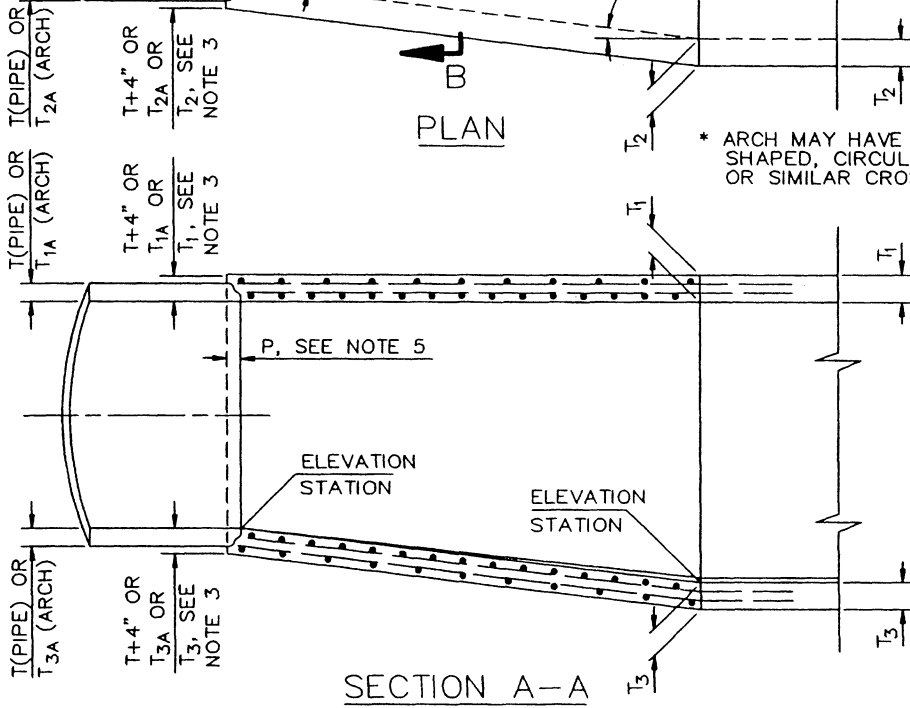 T(PIPE) OR
T2A (ARCH)
T+4" OR
T2A OR
T2, SEE
NOTE 3
B
PLAN
T2
T2
* ARCH MAY HAVE
SHAPED, CIRCUL
OR SIMILAR CRO
T(PIPE) OR
T1A (ARCH)
T+4" OR
T1A OR
T1, SEE
NOTE 3
T1
T1
P, SEE NOTE 5
ELEVATION
STATION
ELEVATION
STATION
T(PIPE) OR
T3A (ARCH)
T+4" OR
T3A OR
T3, SEE
NOTE 3
T3
T3
SECTION A-A